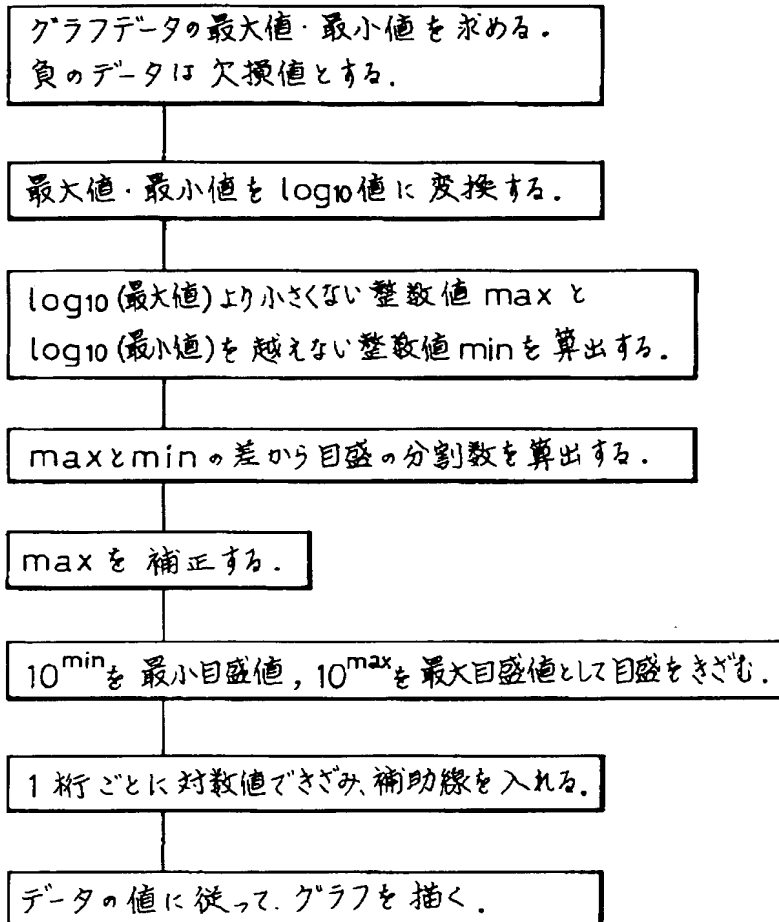 グラフデータの最大値・最小値を求める.
負のデータは欠損値とする.
最大値・最小値をlog10値に変換する.
log10(最大値)より小さくない整数値maxと
log10(最小値)を越えない整数値minを算出する.
maxとminの差から目盛の分割数を算出する.
maxを補正する.
10^minを最小目盛値,10^maxを最大目盛値として目盛をきざむ.
1桁ごとに対数値できざみ、補助線を入れる.
データの値に従って、グラフを描く.